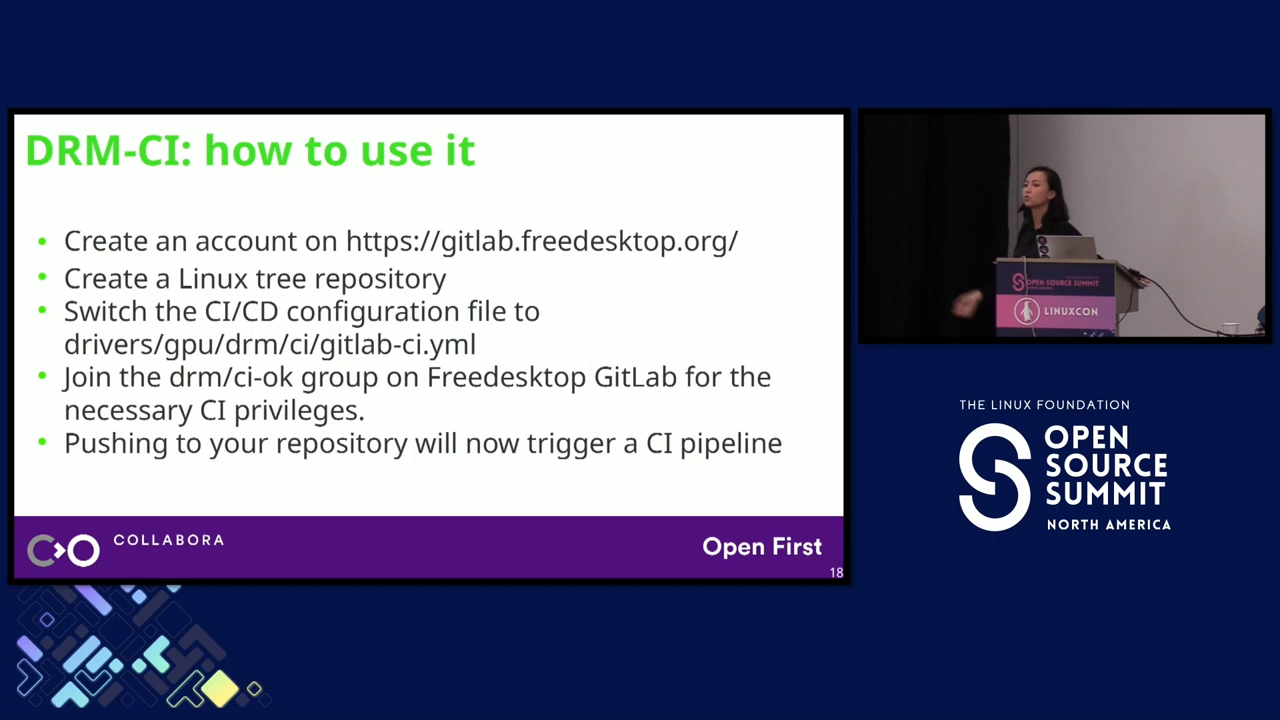 DRM-CI: how to use it
• Create an account on https://gitlab.freedesktop.org/
• Create a Linux tree repository
• Switch the CI/CD configuration file to
drivers/gpu/drm/ci/gitlab-ci.yml
• Join the drm/ci-ok group on Freedesktop GitLab for the
necessary CI privileges.
• Pushing to your repository will now trigger a CI pipeline
COLLABORA
Open First
18
OPEN SOURCE SUMMIT
LINUXCON
THE LINUX FOUNDATION
OPEN
SOURCE
SUMMIT
NORTH AMERICA